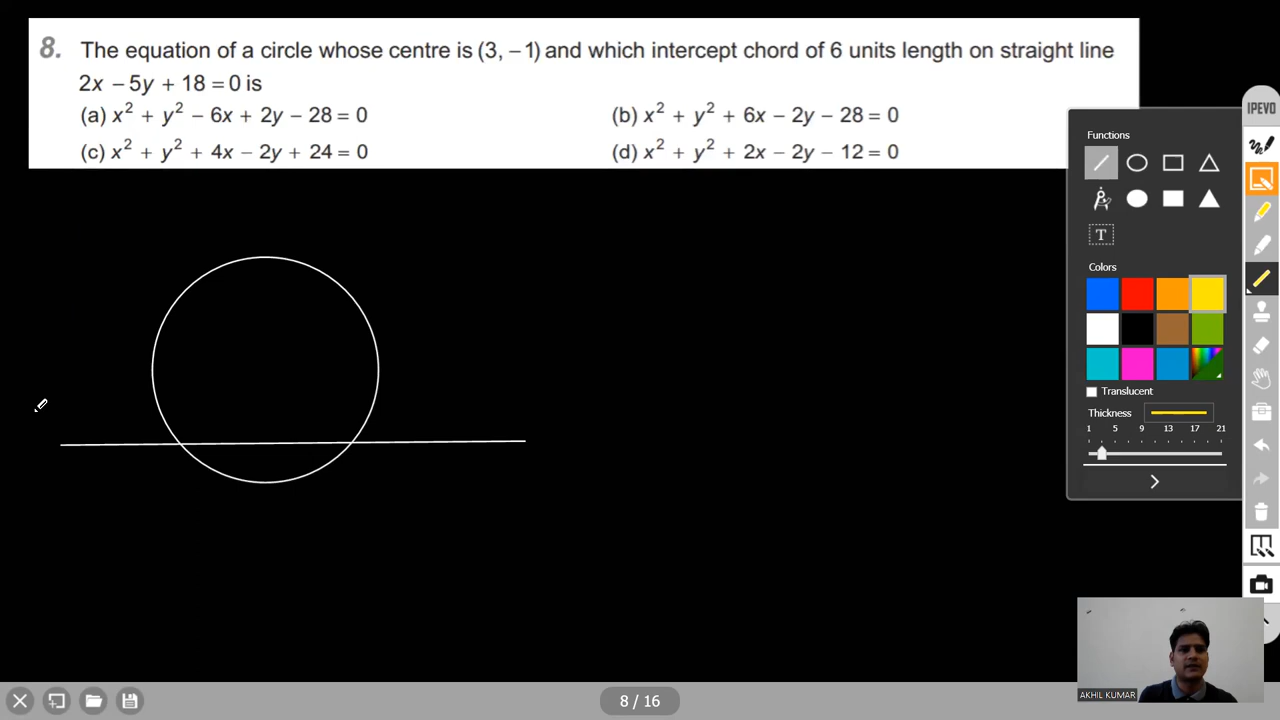 8. The equation of a circle whose centre is (3, −1) and which intercept chord of 6 units length on straight line
2x − 5y + 18 = 0 is
(a) x² + y² − 6x + 2y − 28 = 0 (b) x² + y² + 6x − 2y − 28 = 0
(c) x² + y² + 4x − 2y + 24 = 0 (d) x² + y² + 2x − 2y − 12 = 0
IPEVO
Functions
T
Colors
Translucent
Thickness
1 5 9 13 17 21
AKHIL KUMAR
8 / 16